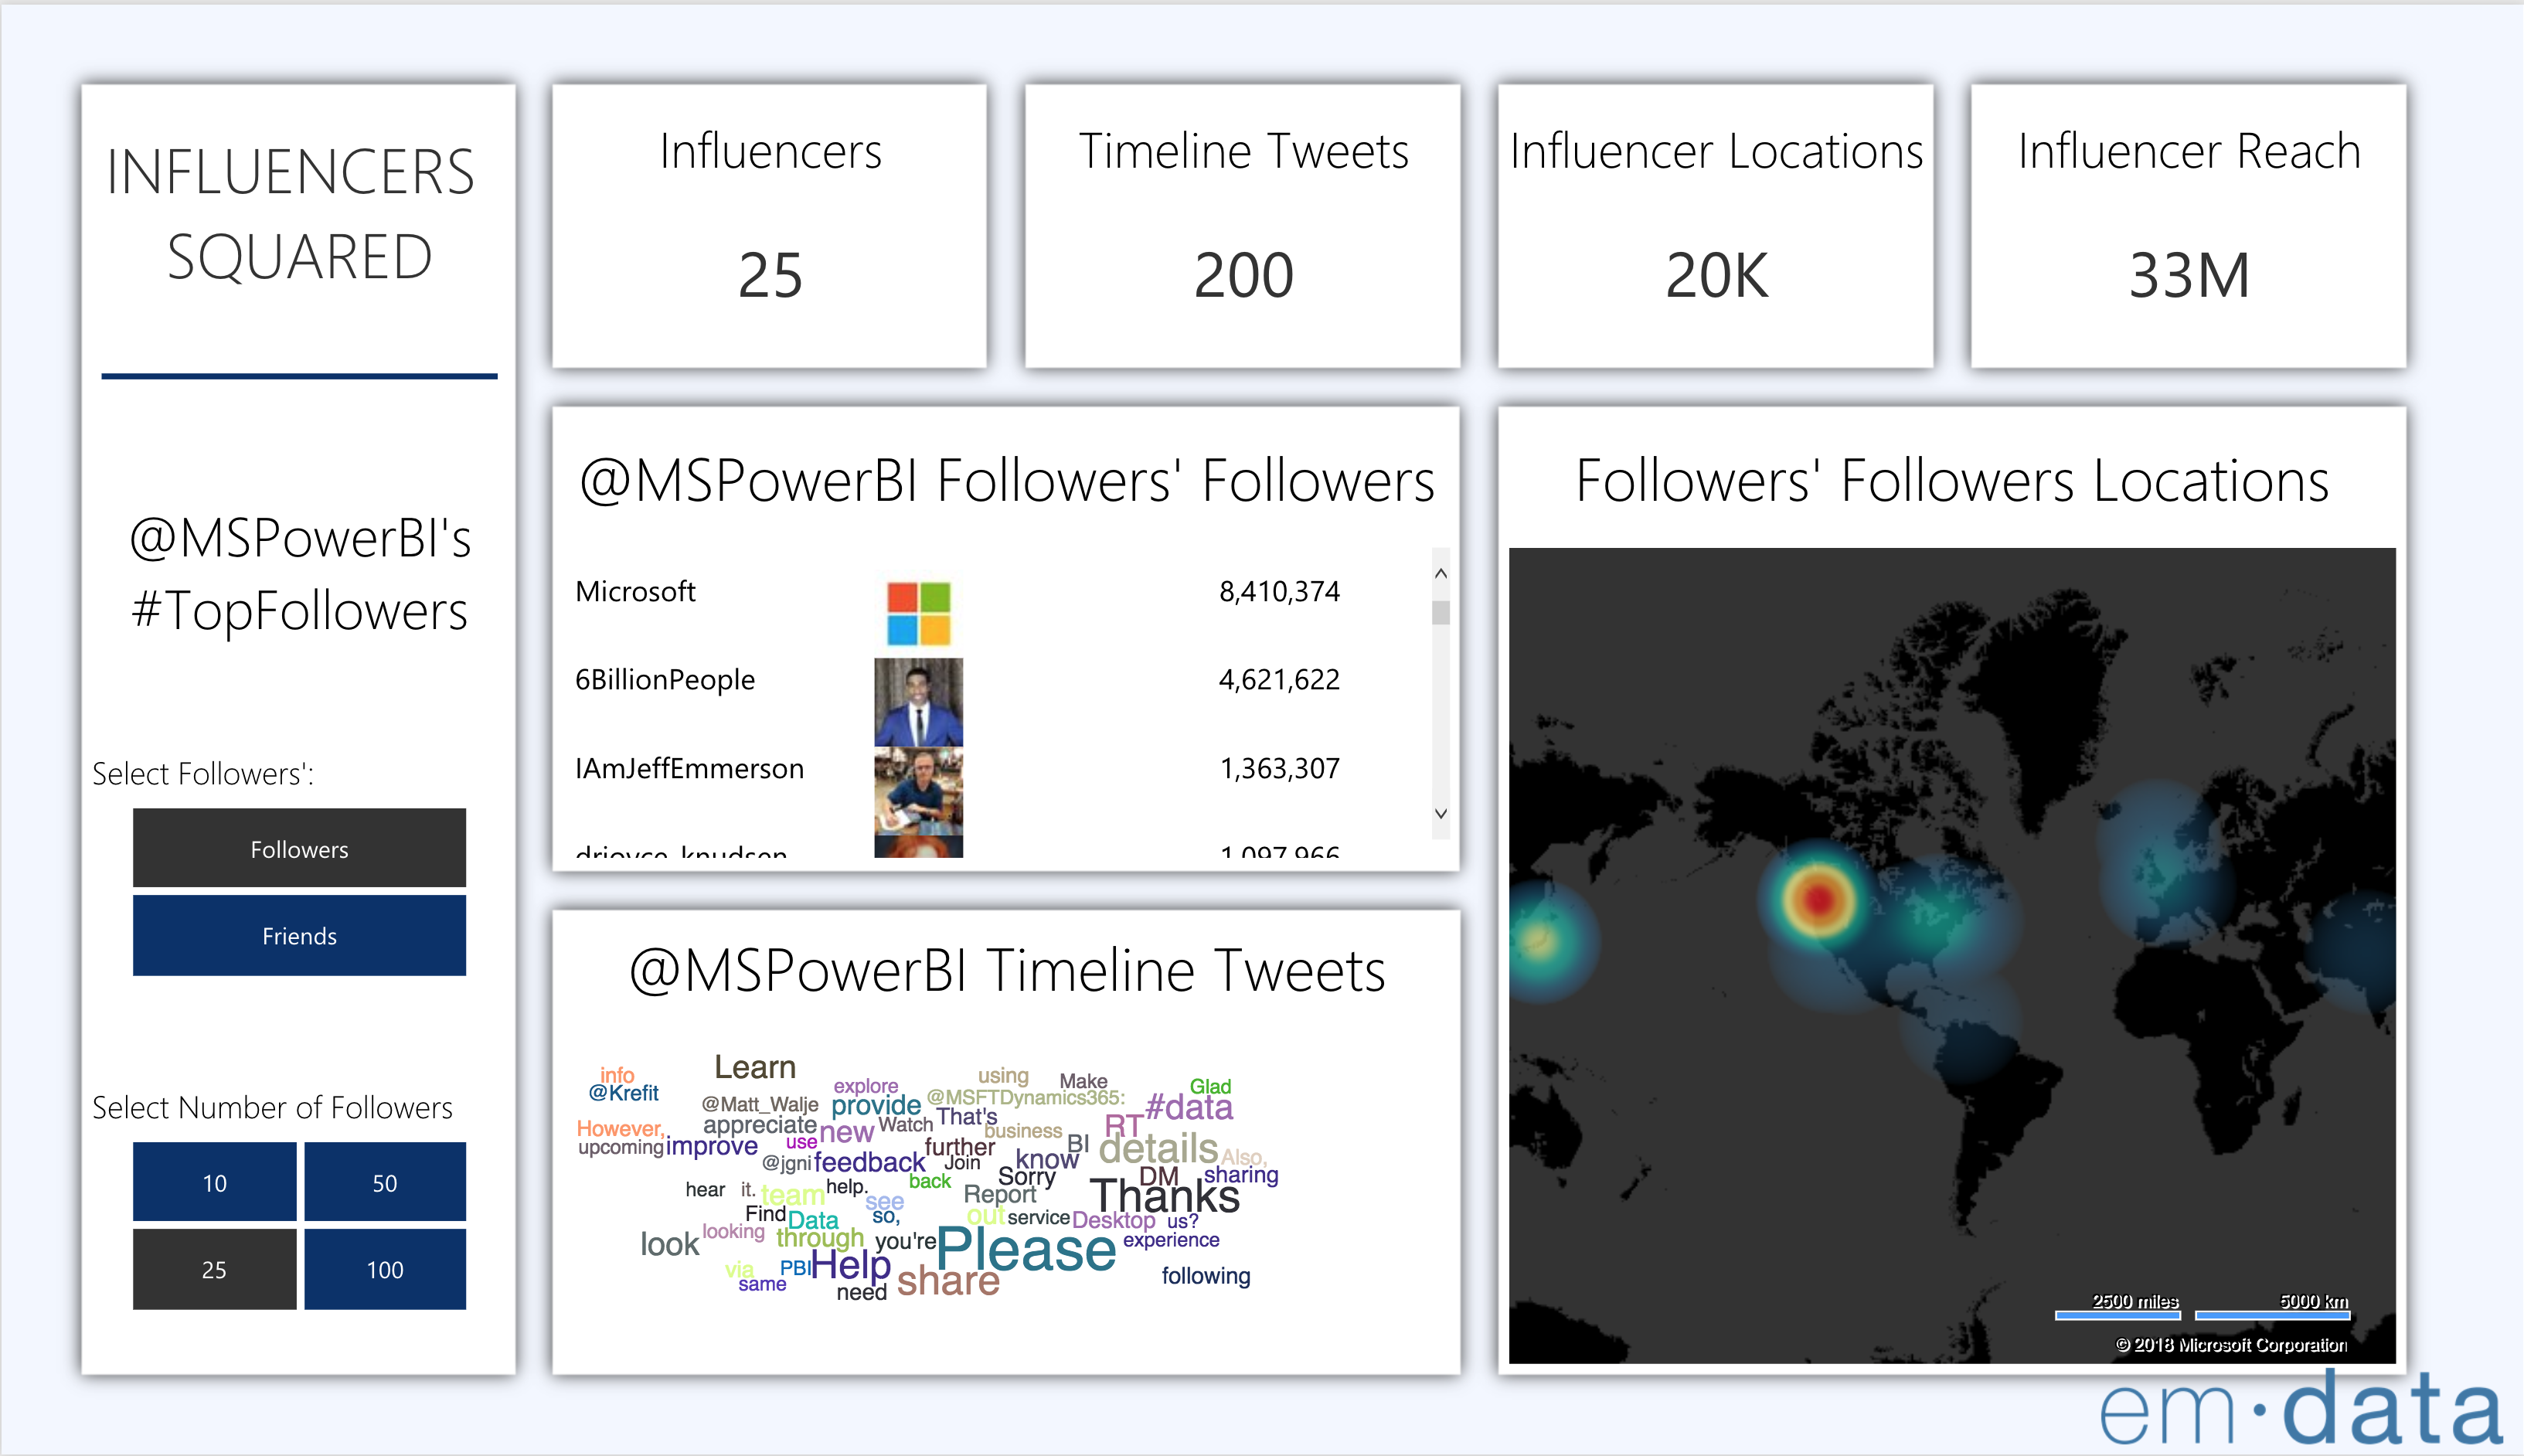 INFLUENCERS
SQUARED
@MSPowerBI's
#TopFollowers
Select Followers':
Followers
Friends
Select Number of Followers
10
50
25
100
Influencers
25
Timeline Tweets
200
Influencer Locations
20K
Influencer Reach
33M
@MSPowerBI Followers' Followers
Microsoft
8,410,374
6BillionPeople
4,621,622
IAmJeffEmmerson
1,363,307
drjoyce_knudsen
1,097,966
@MSPowerBI Timeline Tweets
info
@Krefit
Learn
explore
using
Make
Glad
@Matt_Walje
provide
@MSFTDynamics365:
#data
However,
appreciate
new
Watch
That's
business
RT
upcoming
improve
use
further
BI
details
Also,
@jgni
feedback
Join
know
DM
sharing
hear
it.
team
help.
see
back
Sorry
Report
Thanks
Find
Data
so,
out
service
Desktop
us?
look
looking
through
you're
Please
experience
via
PBI
Help
share
following
same
need
Followers' Followers Locations
2500 miles
5000 km
© 2018 Microsoft Corporation
em·data